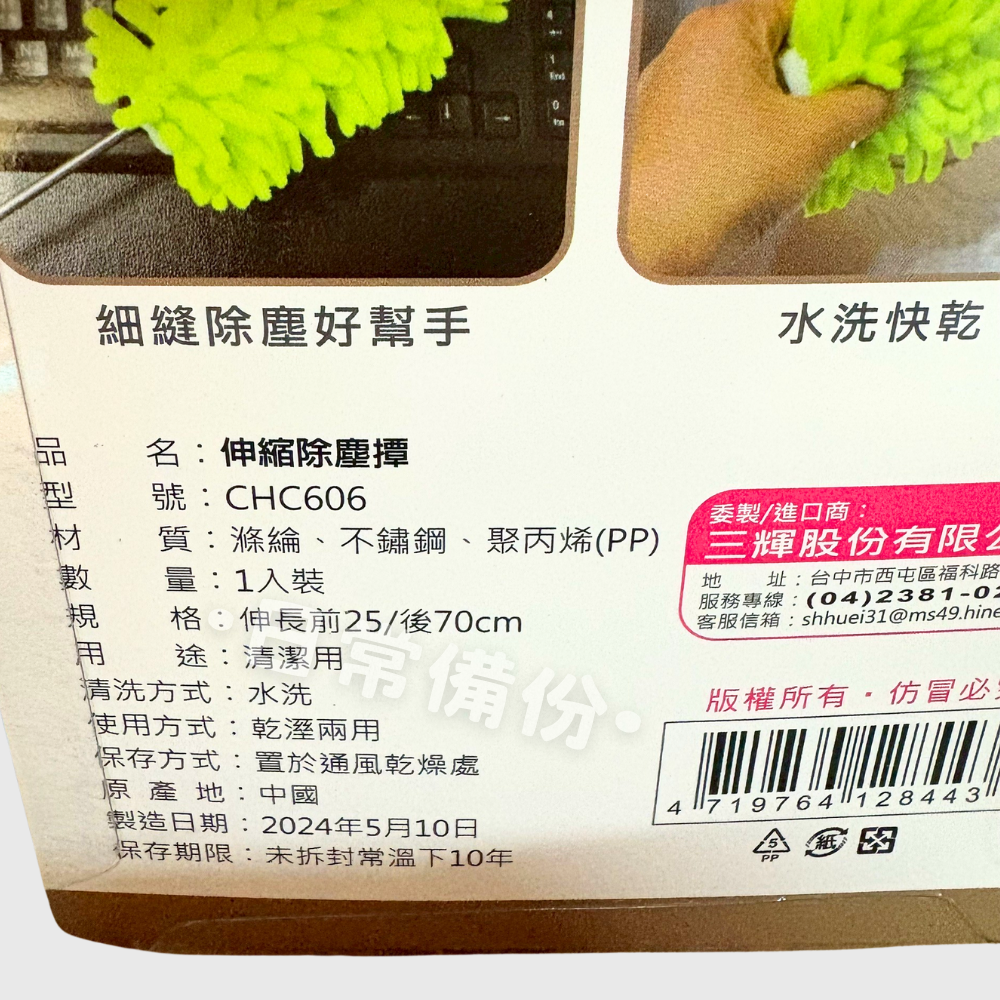 細縫除塵好幫手
水洗快乾
品 名：伸縮除塵撢
型 號：CHC606
材 質：滌綸、不鏽鋼、聚丙烯(PP)
數 量：1入裝
規 格：伸長前25/後70cm
用 途：清潔用
清洗方式：水洗
使用方式：乾溼兩用
保存方式：置於通風乾燥處
原 產 地：中國
製造日期：2024年5月10日
保存期限：未拆封常溫下10年
委製/進口商：
三輝股份有限
地 址：台中市西屯區福科路
服務專線：(04)2381-0
客服信箱：shhuei31@ms49.hine
版權所有・仿冒必
4 719764 128443
5
PP
紙
·日常備份·